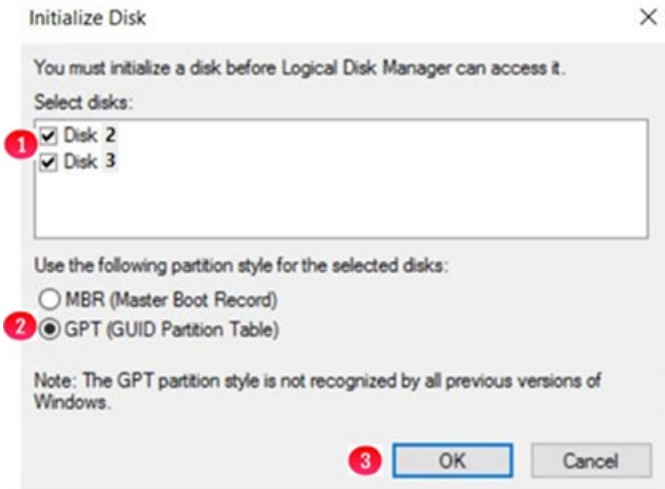 Initialize Disk
You must initialize a disk before Logical Disk Manager can access it.
Select disks:
1 Disk 2
Disk 3
Use the following partition style for the selected disks:
MBR (Master Boot Record)
2 GPT (GUID Partition Table)
Note: The GPT partition style is not recognized by all previous versions of
Windows.
3 OK Cancel